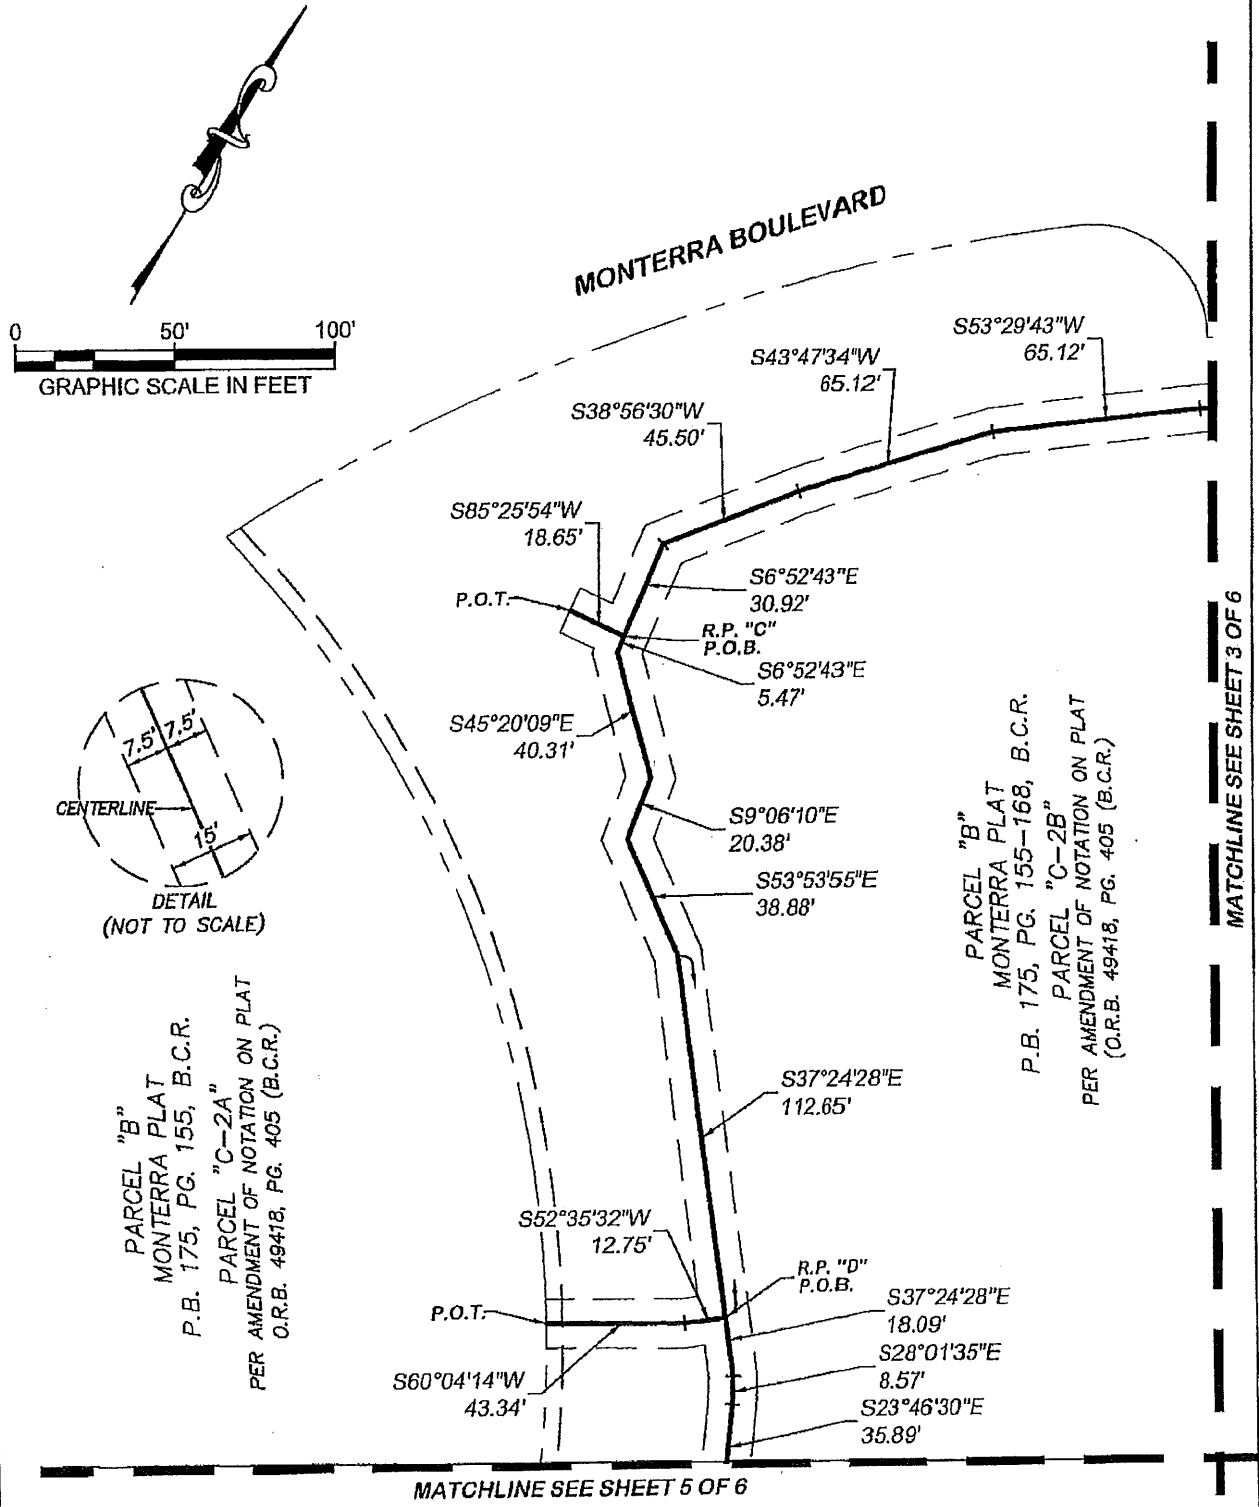 0 50' 100'
GRAPHIC SCALE IN FEET
MONTERRA BOULEVARD
S53°29'43"W
65.12'
S43°47'34"W
65.12'
S38°56'30"W
45.50'
S85°25'54"W
18.65'
P.O.T.
S6°52'43"E
30.92'
R.P. "C"
P.O.B.
S6°52'43"E
5.47'
S45°20'09"E
40.31'
S9°06'10"E
20.38'
S53°53'55"E
38.88'
7.5' 7.5'
CENTERLINE
15'
DETAIL
(NOT TO SCALE)
PARCEL "B"
MONTERRA PLAT
P.B. 175, PG. 155-168, B.C.R.
PARCEL "C-2B"
PER AMENDMENT OF NOTATION ON PLAT
(O.R.B. 49418, PG. 405 (B.C.R.)
MATCHLINE SEE SHEET 3 OF 6
PARCEL "B"
MONTERRA PLAT
P.B. 175, PG. 155, B.C.R.
PARCEL "C-2A"
PER AMENDMENT OF NOTATION ON PLAT
O.R.B. 49418, PG. 405 (B.C.R.)
S37°24'28"E
112.65'
S52°35'32"W
12.75'
R.P. "D"
P.O.B.
P.O.T.
S37°24'28"E
18.09'
S28°01'35"E
8.57'
S60°04'14"W
43.34'
S23°46'30"E
35.89'
MATCHLINE SEE SHEET 5 OF 6